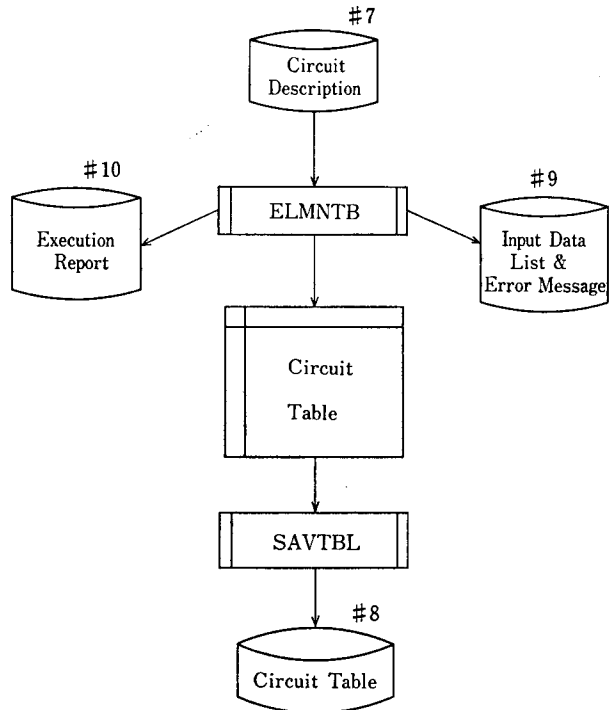 #7
Circuit
Description
#10
#9
ELMNTB
Execution
Report
Input Data
List &
Error Message
Circuit
Table
SAVTBL
#8
Circuit Table